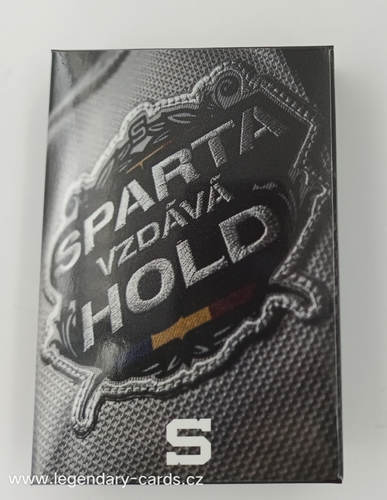 SPARTA
VZDÁVÁ
HOLD
S
www.legendary-cards.cz